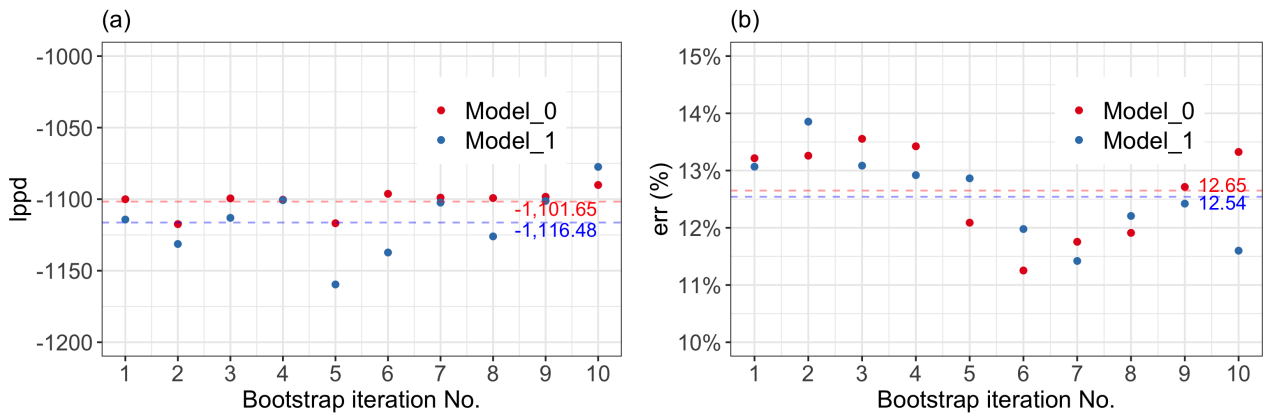 (a)
-1000
-1050
-1100
-1150
-1200
lppd
Model_0
Model_1
-1,101.65
-1,116.48
1 2 3 4 5 6 7 8 9 10
Bootstrap iteration No.
(b)
15%
14%
13%
12%
11%
10%
err (%)
Model_0
Model_1
12.65
12.54
1 2 3 4 5 6 7 8 9 10
Bootstrap iteration No.